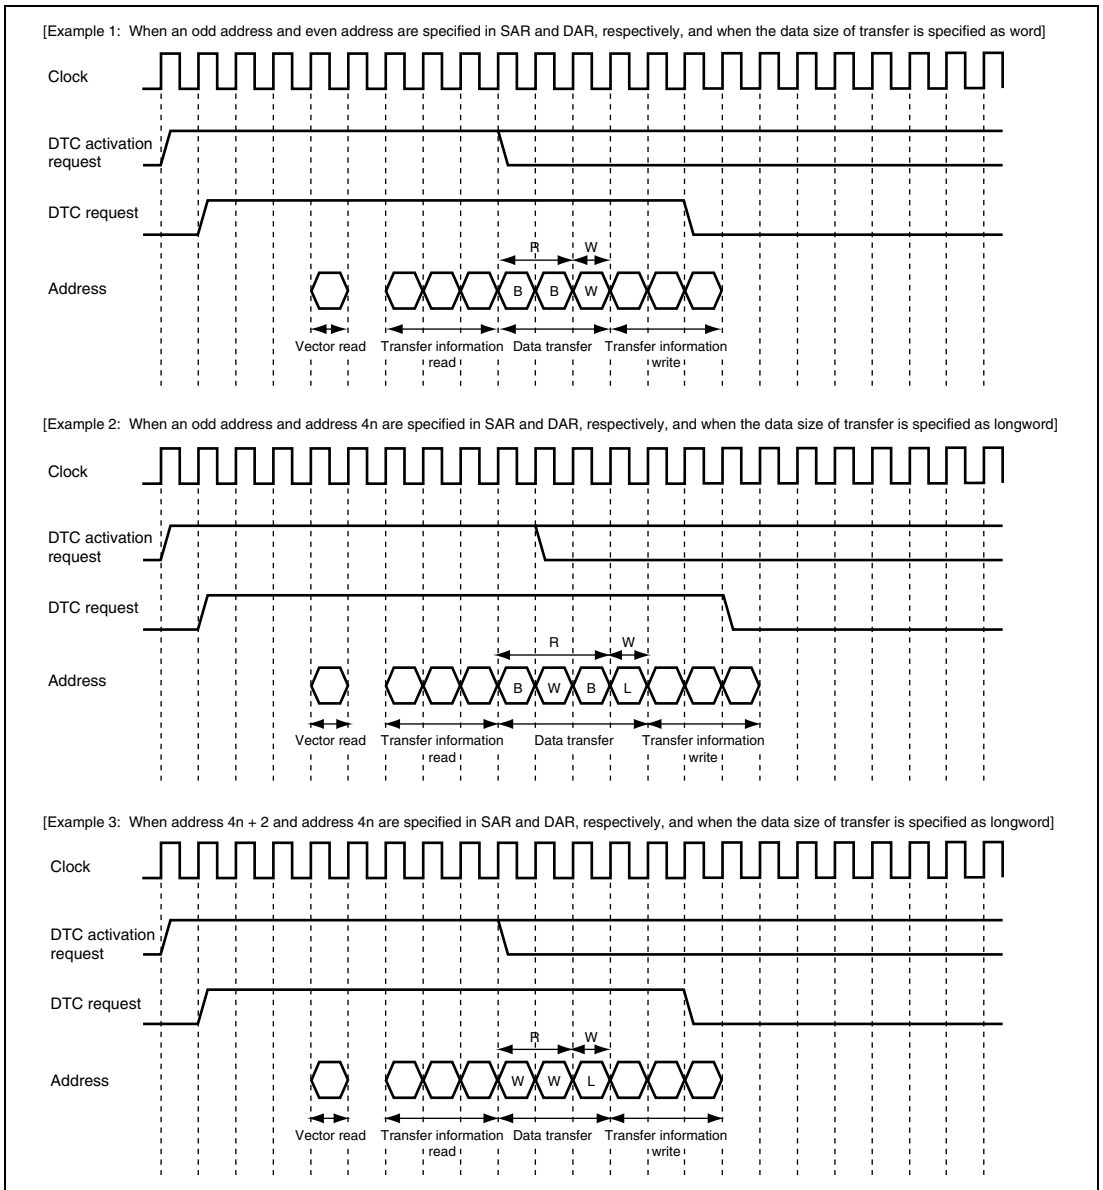 [Example 1: When an odd address and even address are specified in SAR and DAR, respectively, and when the data size of transfer is specified as word]
Clock
DTC activation
request
DTC request
R W
Address
B B W
Vector read Transfer information Data transfer Transfer information
read write
[Example 2: When an odd address and address 4n are specified in SAR and DAR, respectively, and when the data size of transfer is specified as longword]
Clock
DTC activation
request
DTC request
R W
Address
B W B L
Vector read Transfer information Data transfer Transfer information
read write
[Example 3: When address 4n + 2 and address 4n are specified in SAR and DAR, respectively, and when the data size of transfer is specified as longword]
Clock
DTC activation
request
DTC request
R W
Address
W W L
Vector read Transfer information Data transfer Transfer information
read write